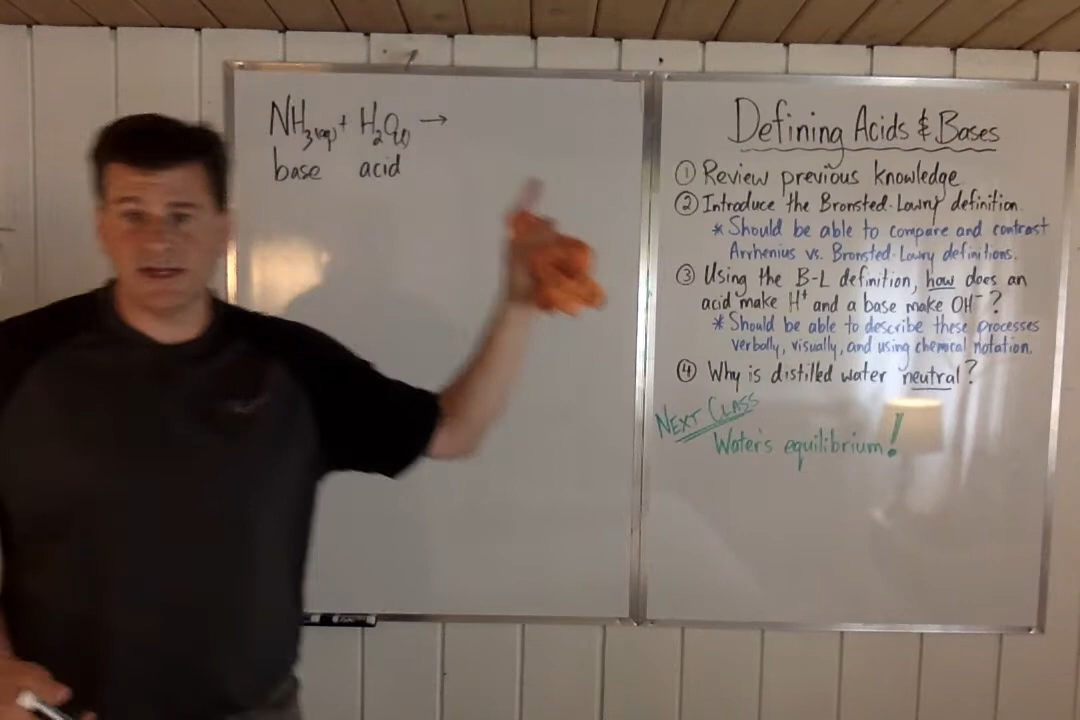 NH₃(aq) + H₂O(l) →
base acid
Defining Acids & Bases
① Review previous knowledge
② Introduce the Bronsted-Lowry definition.
* Should be able to compare and contrast
Arrhenius vs. Bronsted-Lowry definitions.
③ Using the B-L definition, how does an
acid make H⁺ and a base make OH⁻?
* Should be able to describe these processes
verbally, visually, and using chemical notation.
④ Why is distilled water neutral?
NEXT CLASS
Water's equilibrium!